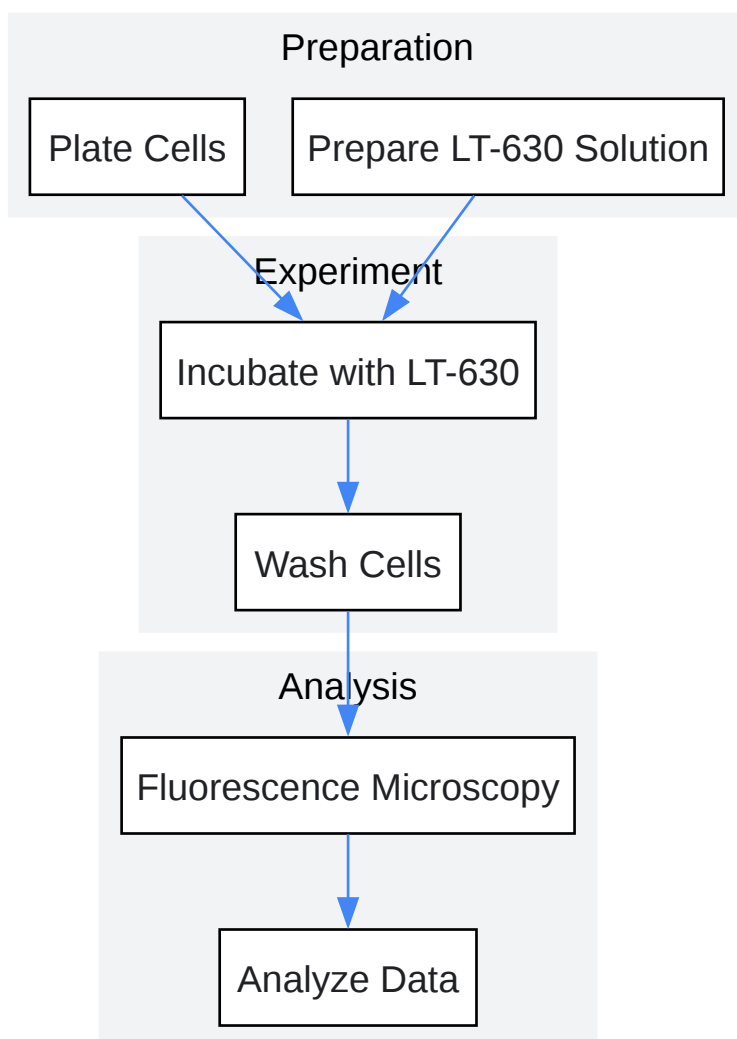 Preparation
Plate Cells
Prepare LT-630 Solution
Experiment
Incubate with LT-630
Wash Cells
Analysis
Fluorescence Microscopy
Analyze Data